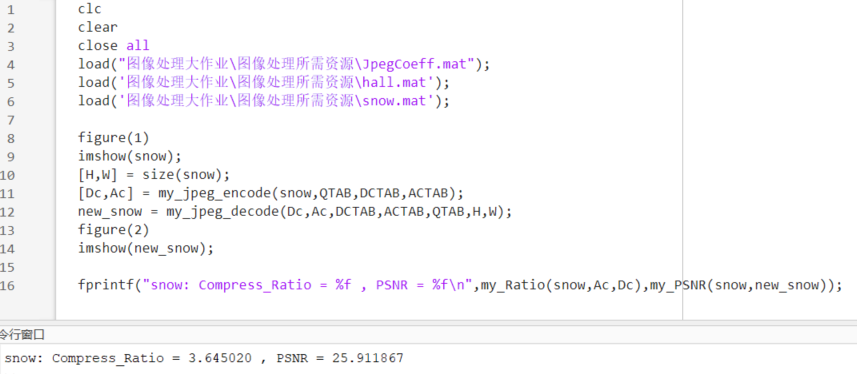 1 clc
2 clear
3 close all
4 load("图像处理大作业\图像处理所需资源\JpegCoeff.mat");
5 load('图像处理大作业\图像处理所需资源\hall.mat');
6 load('图像处理大作业\图像处理所需资源\snow.mat');
7
8 figure(1)
9 imshow(snow);
10 [H,W] = size(snow);
11 [Dc,Ac] = my_jpeg_encode(snow,QTAB,DCTAB,ACTAB);
12 new_snow = my_jpeg_decode(Dc,Ac,DCTAB,ACTAB,QTAB,H,W);
13 figure(2)
14 imshow(new_snow);
15
16 fprintf("snow: Compress_Ratio = %f , PSNR = %f\n",my_Ratio(snow,Ac,Dc),my_PSNR(snow,new_snow));
令行窗口
snow: Compress_Ratio = 3.645020 , PSNR = 25.911867